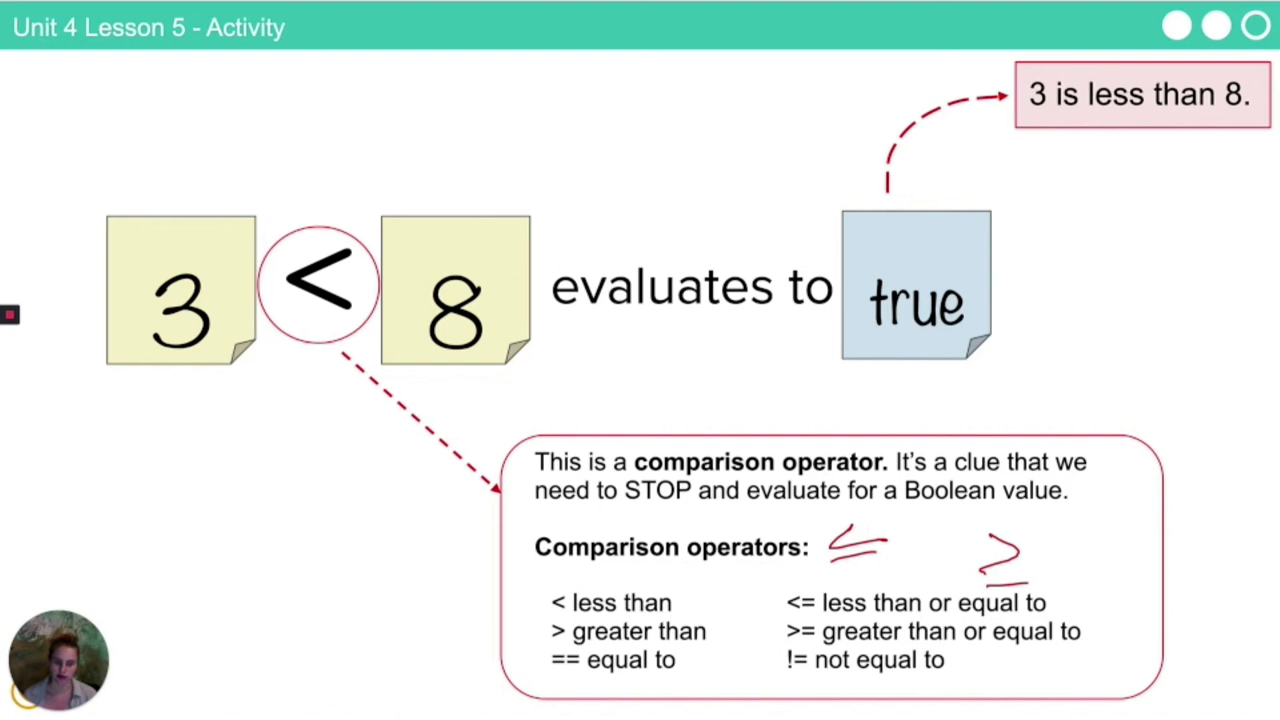 Unit 4 Lesson 5 - Activity
3 is less than 8.
3 < 8 evaluates to true
This is a comparison operator. It’s a clue that we
need to STOP and evaluate for a Boolean value.
Comparison operators: ≤ ≥
< less than <= less than or equal to
> greater than >= greater than or equal to
== equal to != not equal to